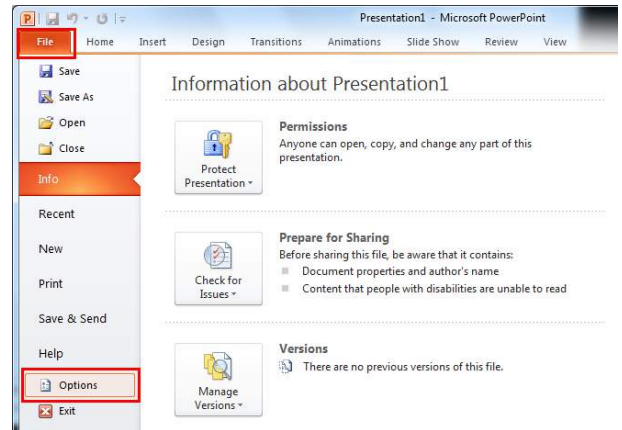 Presentation1 - Microsoft PowerPoint
File Home Insert Design Transitions Animations Slide Show Review View
Save
Save As
Open
Close
Info
Recent
New
Print
Save & Send
Help
Options
Exit
Information about Presentation1
Protect
Presentation
Permissions
Anyone can open, copy, and change any part of this
presentation.
Check for
Issues
Prepare for Sharing
Before sharing this file, be aware that it contains:
Document properties and author's name
Content that people with disabilities are unable to read
Manage
Versions
Versions
There are no previous versions of this file.